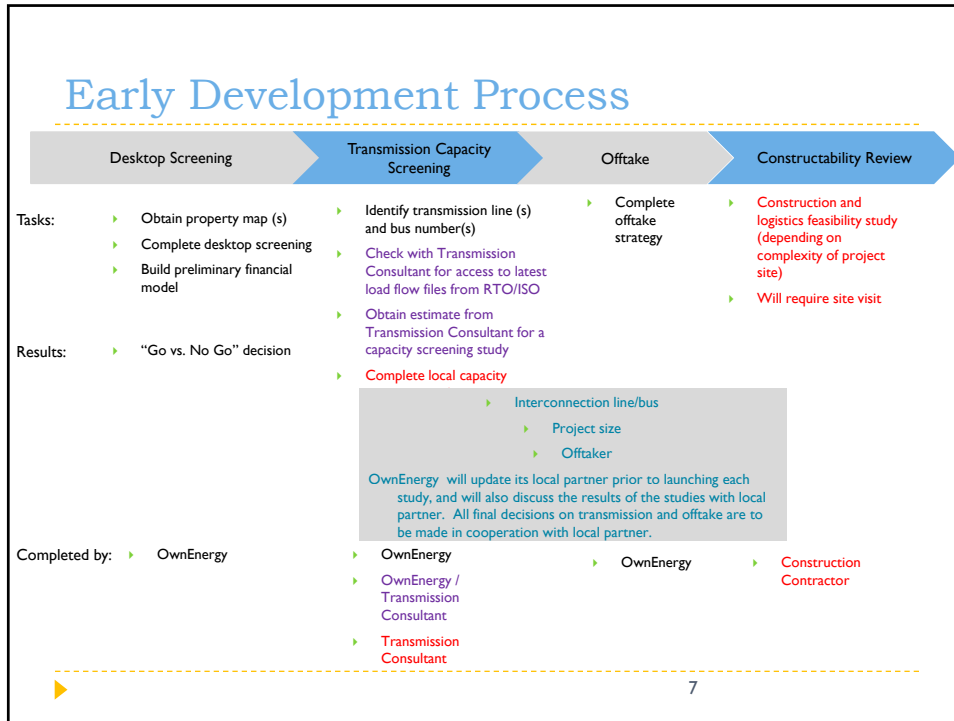 Early Development Process
Desktop Screening
Transmission Capacity
Screening
Offtake
Constructability Review
Tasks:
Obtain property map (s)
Complete desktop screening
Build preliminary financial
model
Identify transmission line (s)
and bus number(s)
Check with Transmission
Consultant for access to latest
load flow files from RTO/ISO
Obtain estimate from
Transmission Consultant for a
capacity screening study
Complete local capacity
Complete
offtake
strategy
Construction and
logistics feasibility study
(depending on
complexity of project
site)
Will require site visit
Results:
“Go vs. No Go” decision
Interconnection line/bus
Project size
Offtaker
OwnEnergy will update its local partner prior to launching each
study, and will also discuss the results of the studies with local
partner. All final decisions on transmission and offtake are to
be made in cooperation with local partner.
Completed by:
OwnEnergy
OwnEnergy
OwnEnergy /
Transmission
Consultant
Transmission
Consultant
OwnEnergy
Construction
Contractor
7